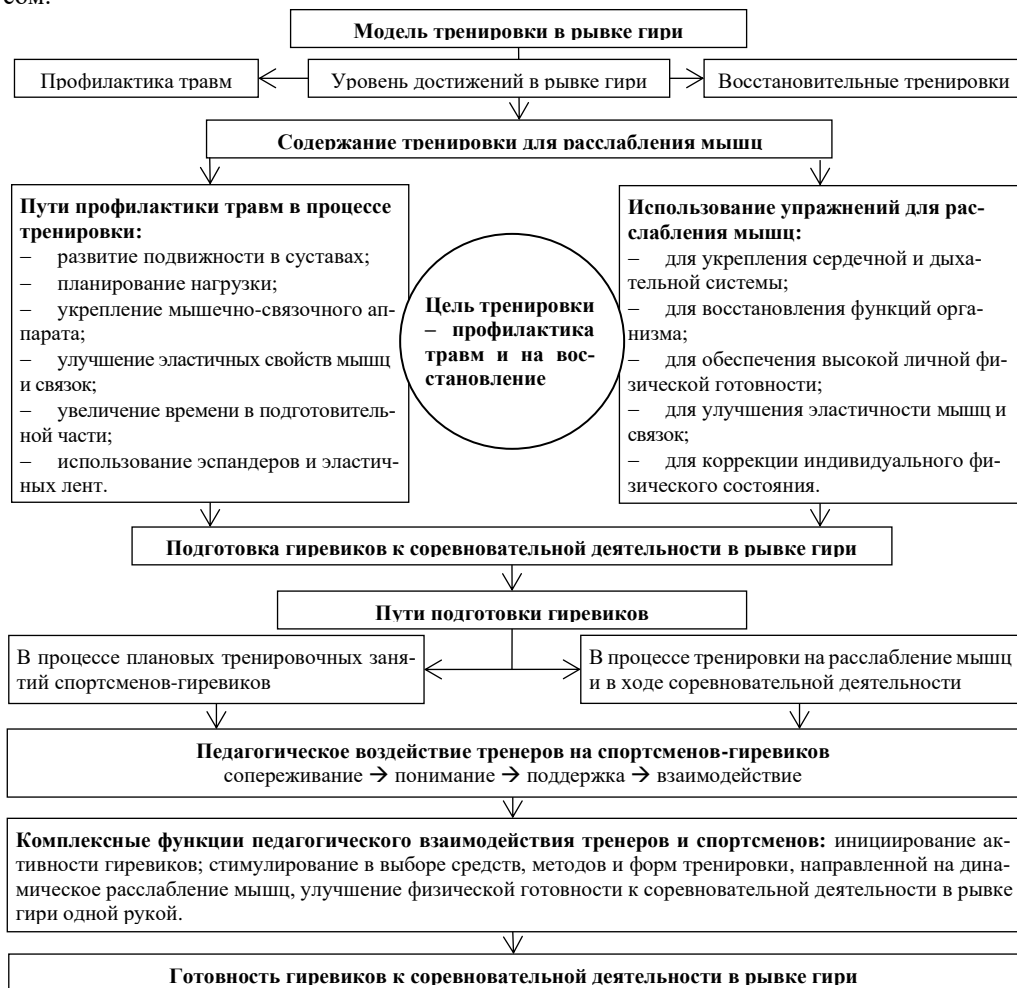 сом.
Модель тренировки в рывке гири
Профилактика травм
Уровень достижений в рывке гири
Восстановительные тренировки
Содержание тренировки для расслабления мышц
Пути профилактики травм в процессе
тренировки:
– развитие подвижности в суставах;
– планирование нагрузки;
– укрепление мышечно-связочного ап-
парата;
– улучшение эластичных свойств мышц
и связок;
– увеличение времени в подготовитель-
ной части;
– использование эспандеров и эластич-
ных лент.
Цель тренировки
– профилактика
травм и на вос-
становление
Использование упражнений для рас-
слабления мышц:
– для укрепления сердечной и дыха-
тельной системы;
– для восстановления функций орга-
низма;
– для обеспечения высокой личной фи-
зической готовности;
– для улучшения эластичности мышц и
связок;
– для коррекции индивидуального фи-
зического состояния.
Подготовка гиревиков к соревновательной деятельности в рывке гири
Пути подготовки гиревиков
В процессе плановых тренировочных заня-
тий спортсменов-гиревиков
В процессе тренировки на расслабление мышц
и в ходе соревновательной деятельности
Педагогическое воздействие тренеров на спортсменов-гиревиков
сопереживание → понимание → поддержка → взаимодействие
Комплексные функции педагогического взаимодействия тренеров и спортсменов: инициирование ак-
тивности гиревиков; стимулирование в выборе средств, методов и форм тренировки, направленной на дина-
мическое расслабление мышц, улучшение физической готовности к соревновательной деятельности в рывке
гири одной рукой.
Готовность гиревиков к соревновательной деятельности в рывке гири